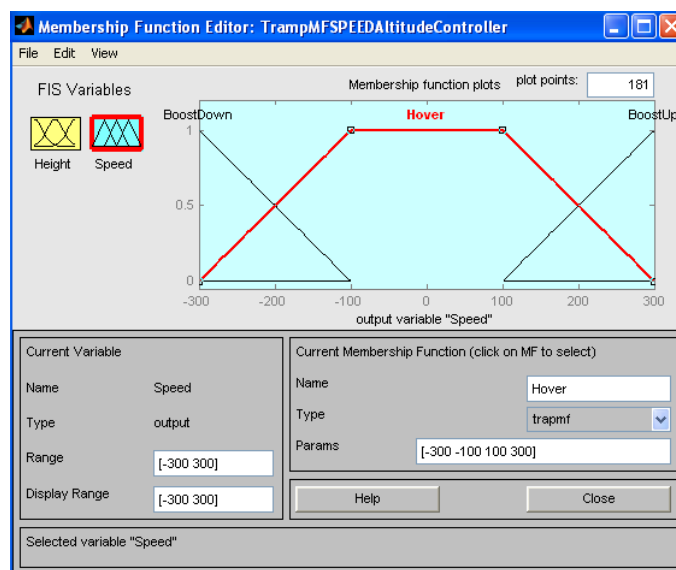 Membership Function Editor: TrampMFSPEEDAltitudeController
File Edit View
FIS Variables
Membership function plots plot points: 181
BoostDown Hover BoostUp
Height Speed
1
0.5
0
-300 -200 -100 0 100 200 300
output variable "Speed"
Current Variable
Name Speed
Type output
Range [-300 300]
Display Range [-300 300]
Current Membership Function (click on MF to select)
Name Hover
Type trapmf
Params [-300 -100 100 300]
Help Close
Selected variable "Speed"